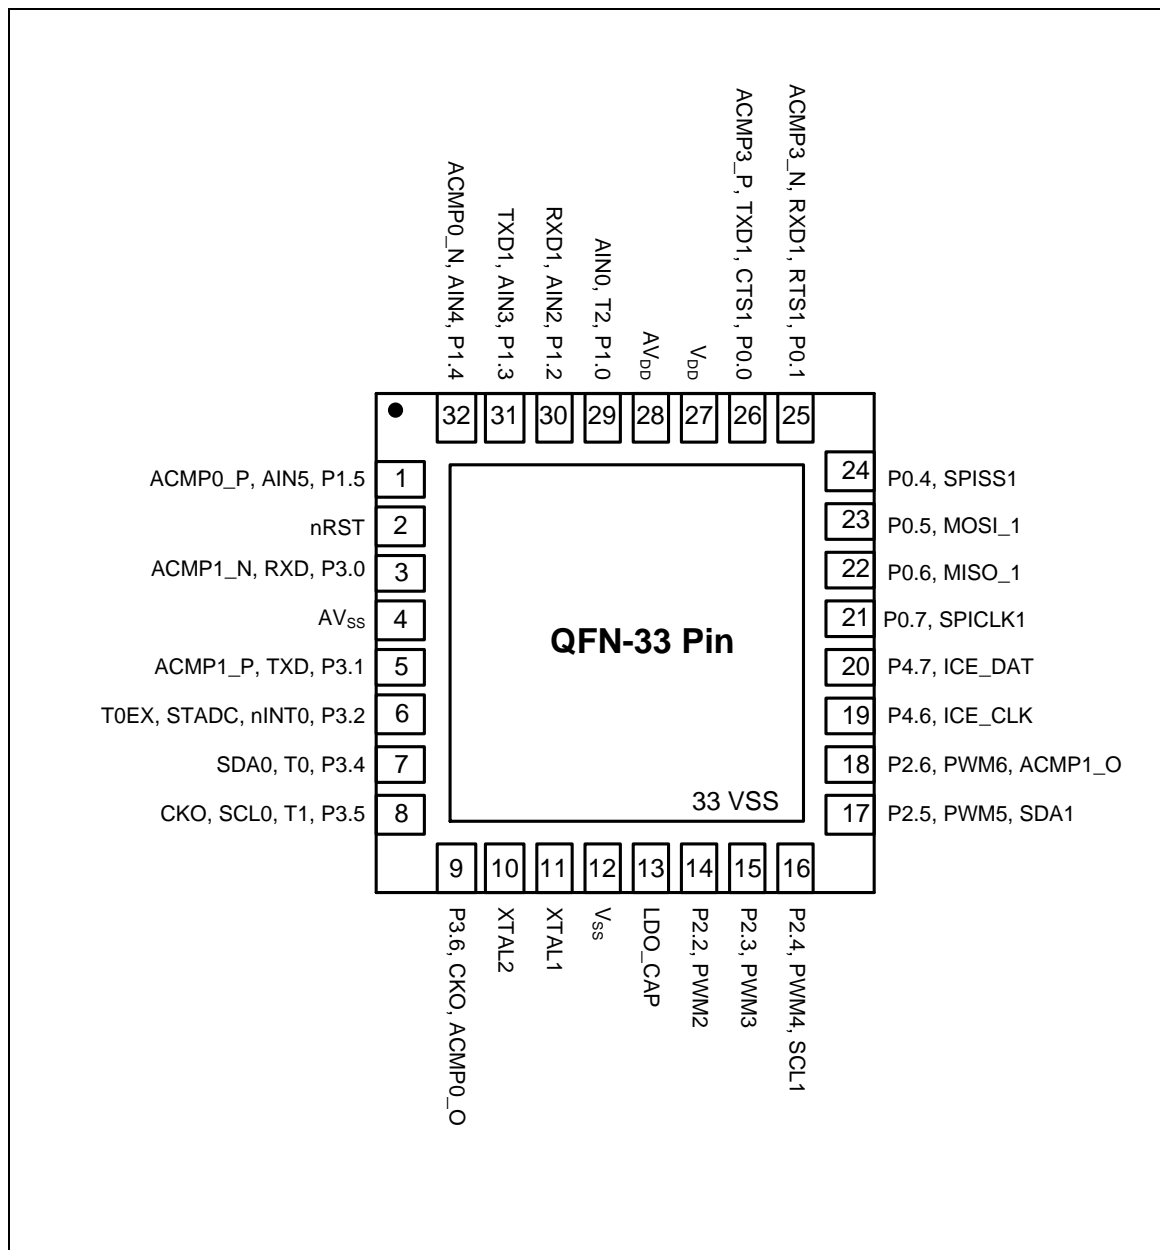 ACMP0_N, AIN4, P1.4
TXD1, AIN3, P1.3
RXD1, AIN2, P1.2
AIN0, T2, P1.0
AVDD
VDD
ACMP3_P, TXD1, CTS1, P0.0
ACMP3_N, RXD1, RTS1, P0.1
32
31
30
29
28
27
26
25
ACMP0_P, AIN5, P1.5
1
nRST
2
ACMP1_N, RXD, P3.0
3
AVSS
4
ACMP1_P, TXD, P3.1
5
T0EX, STADC, nINT0, P3.2
6
SDA0, T0, P3.4
7
CKO, SCL0, T1, P3.5
8
QFN-33 Pin
33 VSS
24
P0.4, SPISS1
23
P0.5, MOSI_1
22
P0.6, MISO_1
21
P0.7, SPICLK1
20
P4.7, ICE_DAT
19
P4.6, ICE_CLK
18
P2.6, PWM6, ACMP1_O
17
P2.5, PWM5, SDA1
9
10
11
12
13
14
15
16
P3.6, CKO, ACMP0_O
XTAL2
XTAL1
VSS
LDO_CAP
P2.2, PWM2
P2.3, PWM3
P2.4, PWM4, SCL1